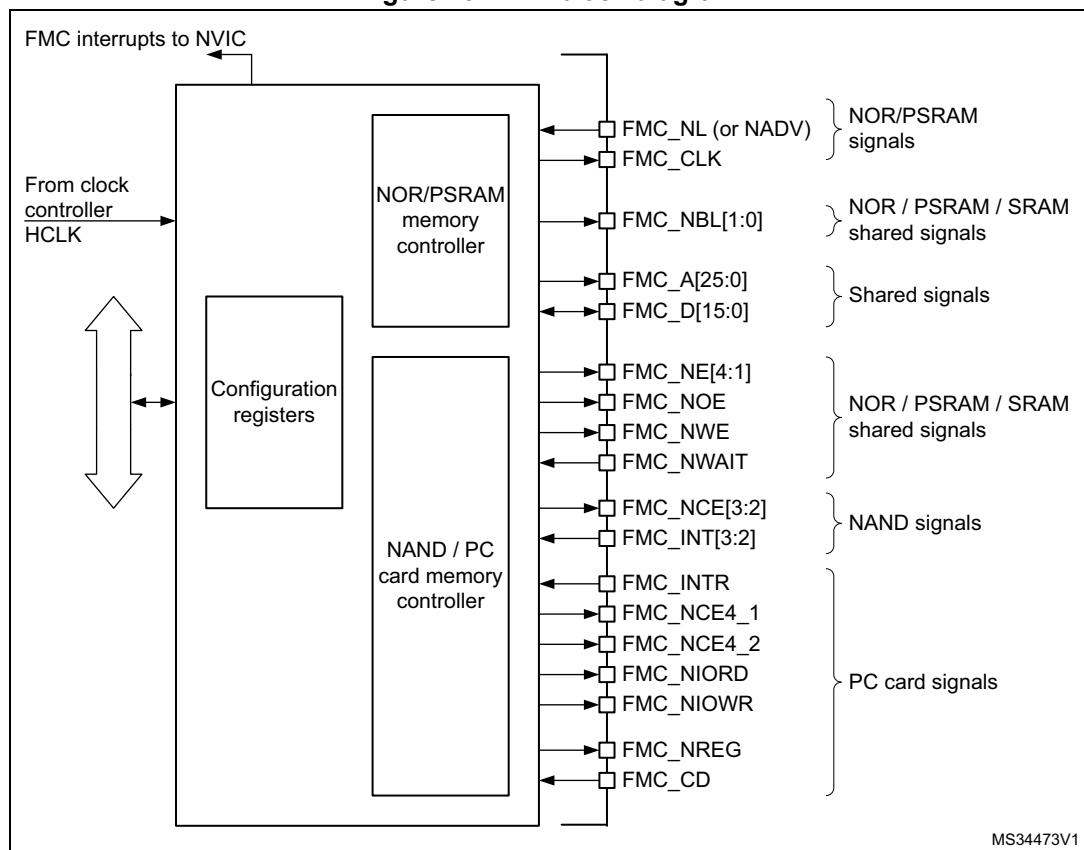 FMC interrupts to NVIC
From clock
controller
HCLK
NOR/PSRAM
memory
controller
Configuration
registers
NAND / PC
card memory
controller
FMC_NL (or NADV)
FMC_CLK
NOR/PSRAM
signals
FMC_NBL[1:0]
NOR / PSRAM / SRAM
shared signals
FMC_A[25:0]
FMC_D[15:0]
Shared signals
FMC_NE[4:1]
FMC_NOE
FMC_NWE
FMC_NWAIT
NOR / PSRAM / SRAM
shared signals
FMC_NCE[3:2]
FMC_INT[3:2]
NAND signals
FMC_INTR
FMC_NCE4_1
FMC_NCE4_2
FMC_NIORD
FMC_NIOWR
FMC_NREG
FMC_CD
PC card signals
MS34473V1